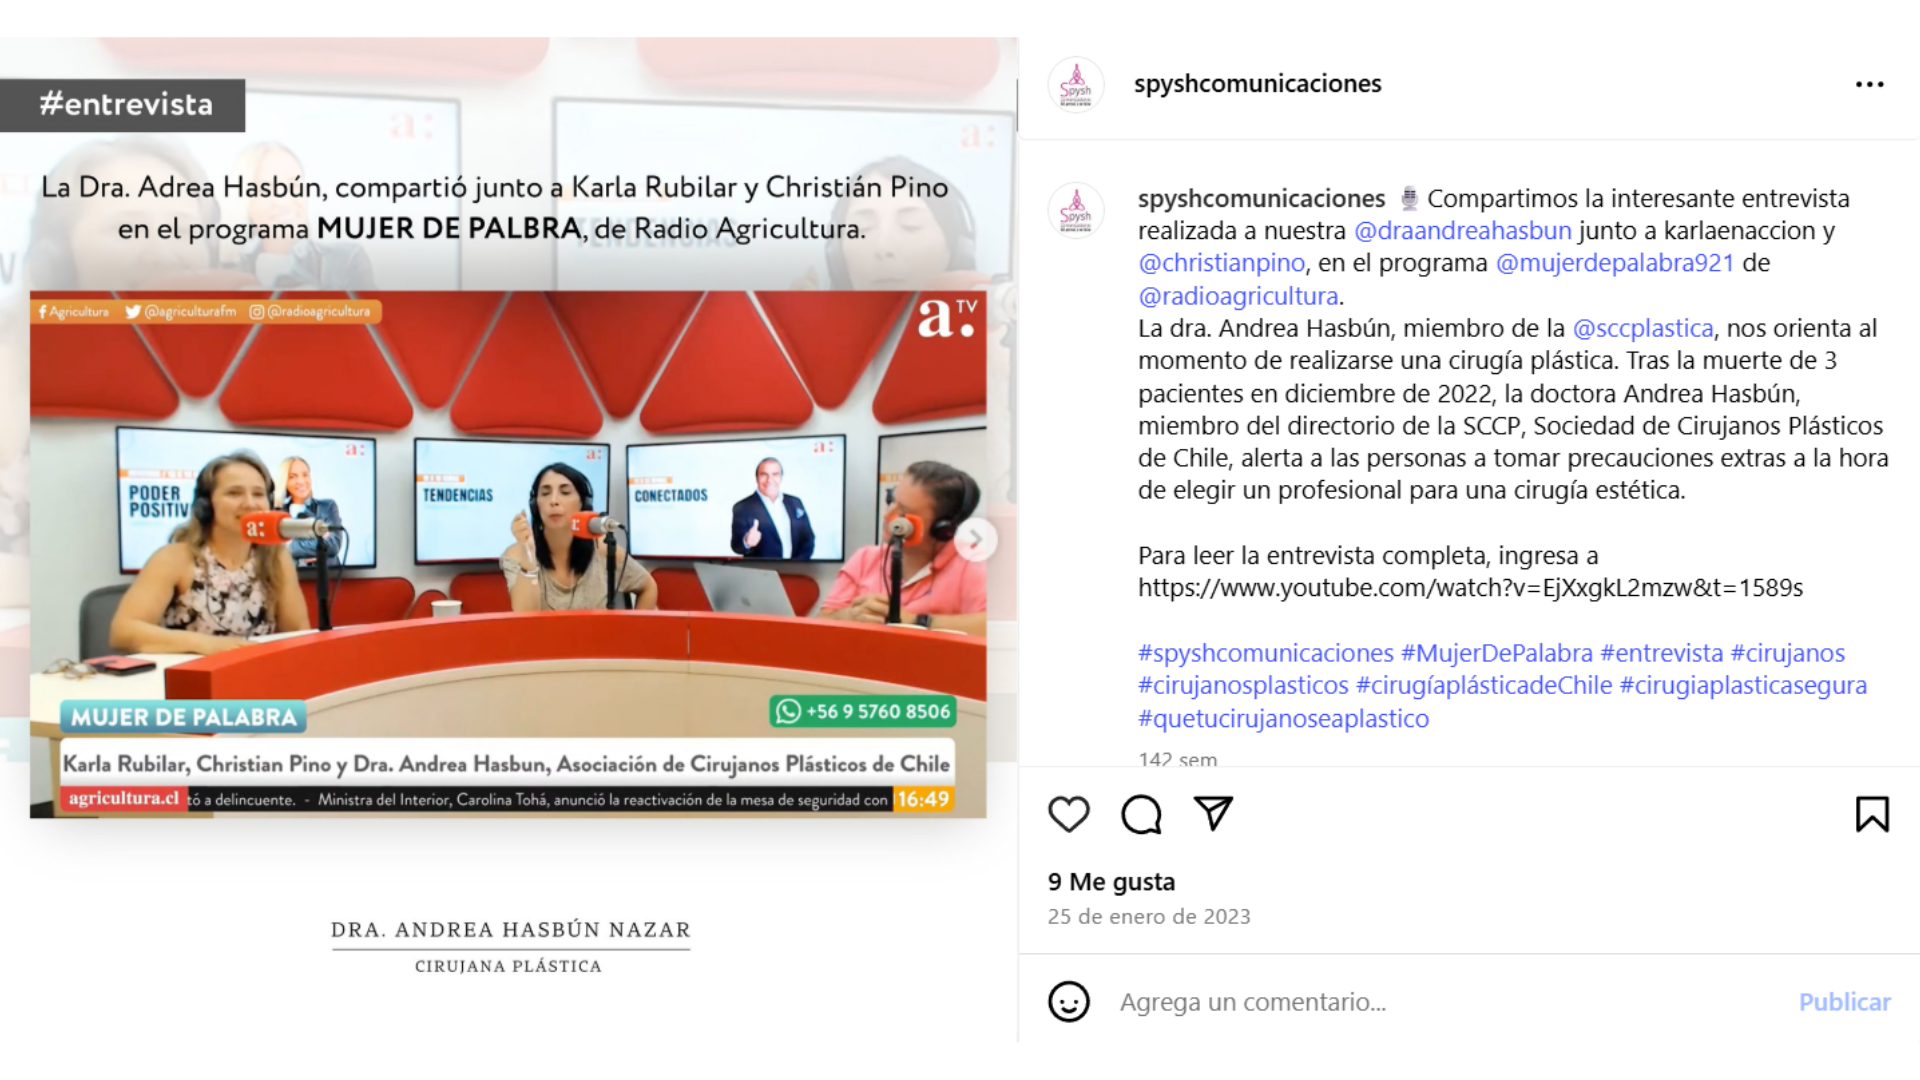 #entrevista
La Dra. Adrea Hasbún, compartió junto a Karla Rubilar y Christián Pino
en el programa MUJER DE PALBRA, de Radio Agricultura.
Agricultura @agriculturafm @radioagricultura
a: TV
PODER
POSITIV
TENDENCIAS
CONECTADOS
a:
MUJER DE PALABRA
+56 9 5760 8506
Karla Rubilar, Christian Pino y Dra. Andrea Hasbun, Asociación de Cirujanos Plásticos de Chile
agricultura.cl tó a delincuente. - Ministra del Interior, Carolina Tohá, anunció la reactivación de la mesa de seguridad con 16:49
DRA. ANDREA HASBÚN NAZAR
CIRUJANA PLÁSTICA
Spysh
spyshcomunicaciones
Spysh
spyshcomunicaciones 🎙️ Compartimos la interesante entrevista
realizada a nuestra @draandreahasbun junto a karlaenaccion y
@christianpino, en el programa @mujerdepalabra921 de
@radioagricultura.
La dra. Andrea Hasbún, miembro de la @sccplastica, nos orienta al
momento de realizarse una cirugía plástica. Tras la muerte de 3
pacientes en diciembre de 2022, la doctora Andrea Hasbún,
miembro del directorio de la SCCP, Sociedad de Cirujanos Plásticos
de Chile, alerta a las personas a tomar precauciones extras a la hora
de elegir un profesional para una cirugía estética.
Para leer la entrevista completa, ingresa a
https://www.youtube.com/watch?v=EjXxgkL2mzw&t=1589s
#spyshcomunicaciones #MujerDePalabra #entrevista #cirujanos
#cirujanosplasticos #cirugíaplásticadeChile #cirugiaplasticasegura
#quetucirujanoseaplastico
142 sem
9 Me gusta
25 de enero de 2023
Agrega un comentario...
Publicar